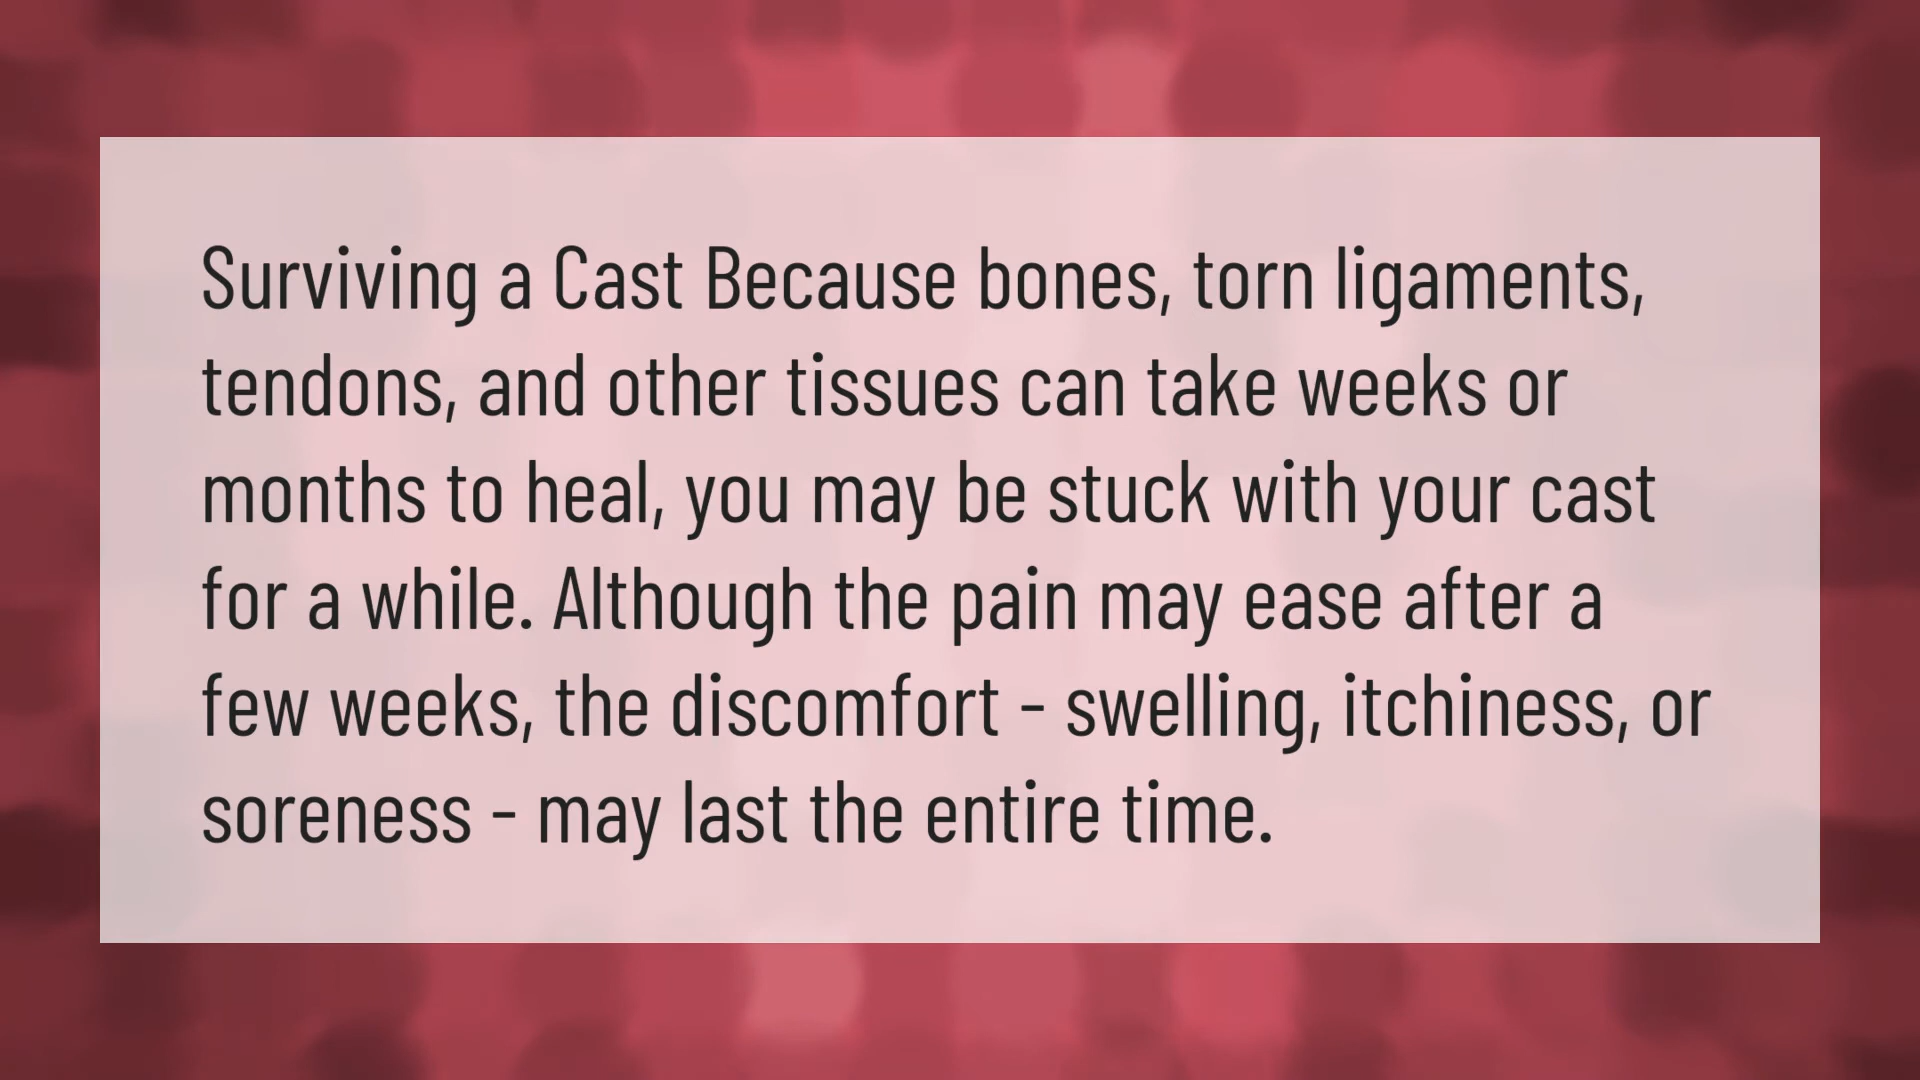 Surviving a Cast Because bones, torn ligaments,
tendons, and other tissues can take weeks or
months to heal, you may be stuck with your cast
for a while. Although the pain may ease after a
few weeks, the discomfort - swelling, itchiness, or
soreness - may last the entire time.